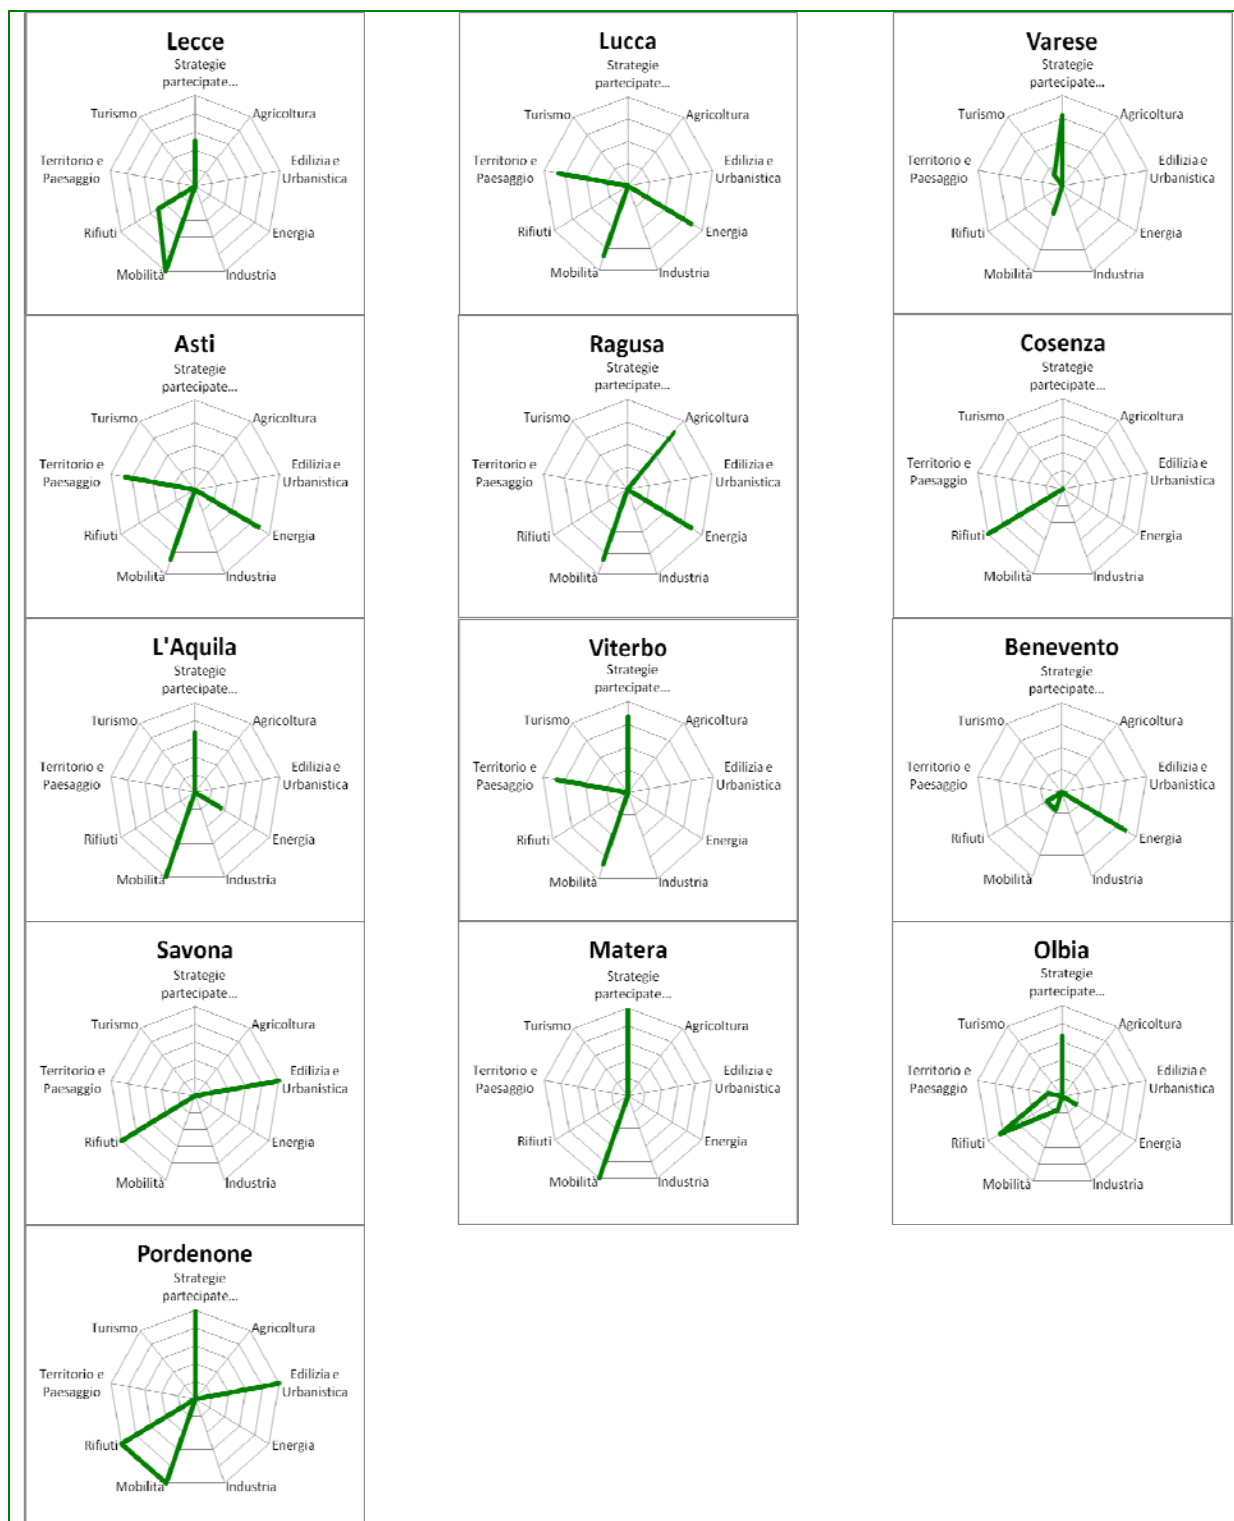 Lecce
Strategie
partecipate...
Turismo
Agricoltura
Territorio e
Paesaggio
Edilizia e
Urbanistica
Rifiuti
Energia
Mobilità
Industria
Lucca
Strategie
partecipate...
Turismo
Agricoltura
Territorio e
Paesaggio
Edilizia e
Urbanistica
Rifiuti
Energia
Mobilità
Industria
Varese
Strategie
partecipate...
Turismo
Agricoltura
Territorio e
Paesaggio
Edilizia e
Urbanistica
Rifiuti
Energia
Mobilità
Industria
Asti
Strategie
partecipate...
Turismo
Agricoltura
Territorio e
Paesaggio
Edilizia e
Urbanistica
Rifiuti
Energia
Mobilità
Industria
Ragusa
Strategie
partecipate...
Turismo
Agricoltura
Territorio e
Paesaggio
Edilizia e
Urbanistica
Rifiuti
Energia
Mobilità
Industria
Cosenza
Strategie
partecipate...
Turismo
Agricoltura
Territorio e
Paesaggio
Edilizia e
Urbanistica
Rifiuti
Energia
Mobilità
Industria
L'Aquila
Strategie
partecipate...
Turismo
Agricoltura
Territorio e
Paesaggio
Edilizia e
Urbanistica
Rifiuti
Energia
Mobilità
Industria
Viterbo
Strategie
partecipate...
Turismo
Agricoltura
Territorio e
Paesaggio
Edilizia e
Urbanistica
Rifiuti
Energia
Mobilità
Industria
Benevento
Strategie
partecipate...
Turismo
Agricoltura
Territorio e
Paesaggio
Edilizia e
Urbanistica
Rifiuti
Energia
Mobilità
Industria
Savona
Strategie
partecipate...
Turismo
Agricoltura
Territorio e
Paesaggio
Edilizia e
Urbanistica
Rifiuti
Energia
Mobilità
Industria
Matera
Strategie
partecipate...
Turismo
Agricoltura
Territorio e
Paesaggio
Edilizia e
Urbanistica
Rifiuti
Energia
Mobilità
Industria
Olbia
Strategie
partecipate...
Turismo
Agricoltura
Territorio e
Paesaggio
Edilizia e
Urbanistica
Rifiuti
Energia
Mobilità
Industria
Pordenone
Strategie
partecipate...
Turismo
Agricoltura
Territorio e
Paesaggio
Edilizia e
Urbanistica
Rifiuti
Energia
Mobilità
Industria